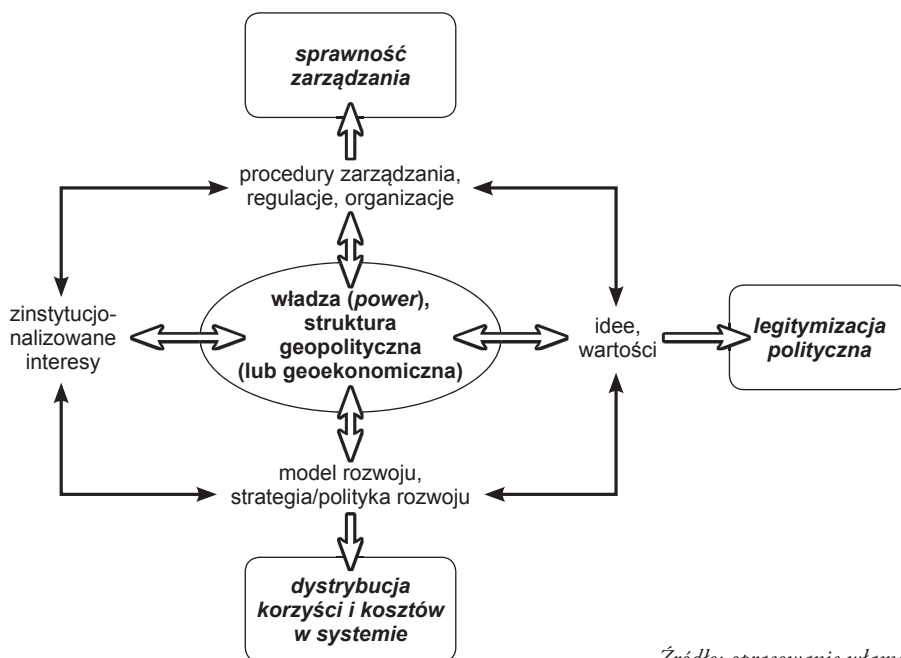 sprawność
zarządzania
procedury zarządzania,
regulacje, organizacje
zinstytucjo-
nalizowane
interesy
władza (power),
struktura
geopolityczna
(lub geoekonomiczna)
idee,
wartości
legitymizacja
polityczna
model rozwoju,
strategia/polityka rozwoju
dystrybucja
korzyści i kosztów
w systemie
Źródło: opracowanie